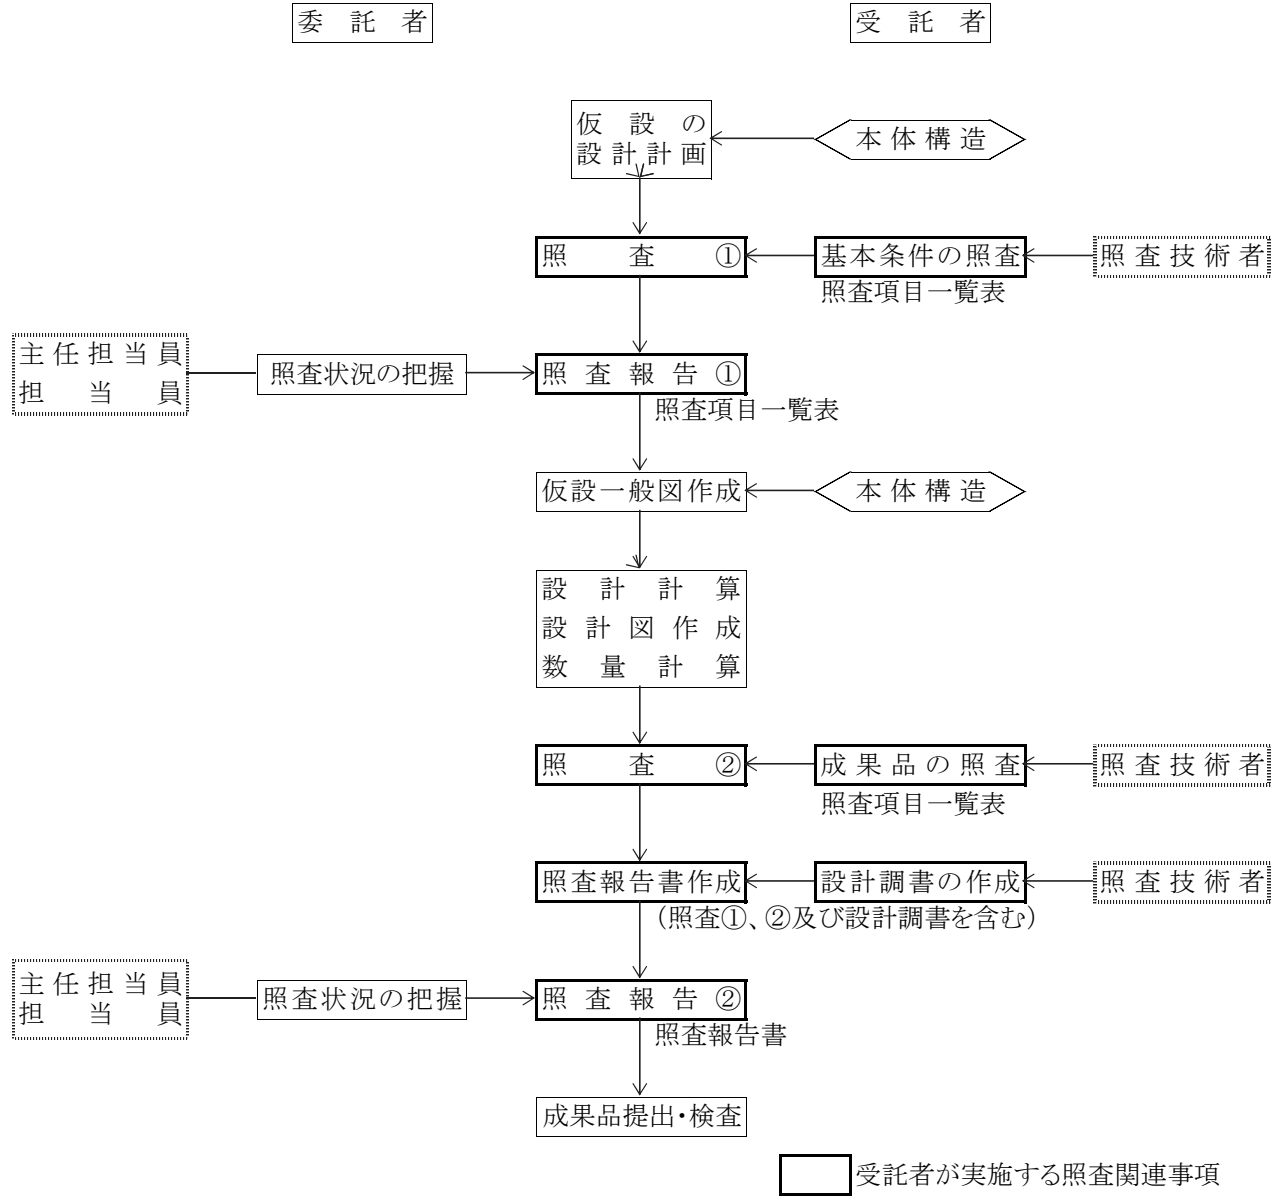 委託者
受託者
仮設の
設計計画
本体構造
照査①
基本条件の照査
照査技術者
照査項目一覧表
主任担当員
担当員
照査状況の把握
照査報告①
照査項目一覧表
仮設一般図作成
本体構造
設計計算
設計図作成
数量計算
照査②
成果品の照査
照査技術者
照査項目一覧表
照査報告書作成
設計調書の作成
照査技術者
（照査①、②及び設計調書を含む）
主任担当員
担当員
照査状況の把握
照査報告②
照査報告書
成果品提出・検査
受託者が実施する照査関連事項